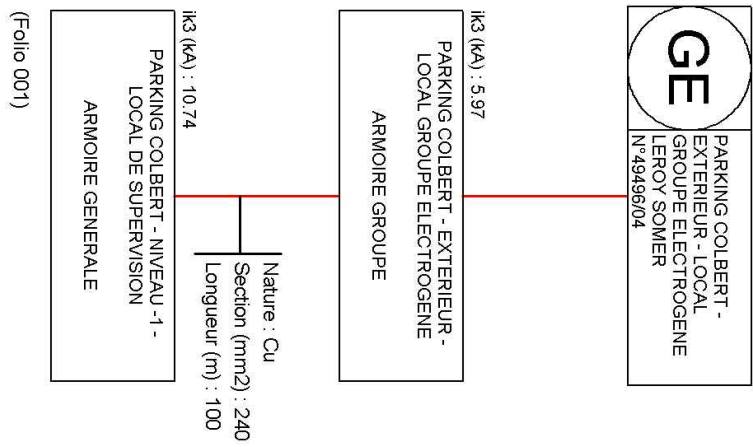 GE
PARKING COLBERT -
EXTERIEUR - LOCAL
GROUPE ELECTROGENE
LEROY SOMER
N°49496/04
ik3 (kA) : 5.97
PARKING COLBERT - EXTERIEUR -
LOCAL GROUPE ELECTROGENE
ARMOIRE GROUPE
Nature : Cu
Section (mm2) : 240
Longueur (m) : 100
ik3 (kA) : 10.74
PARKING COLBERT - NIVEAU -1 -
LOCAL DE SUPERVISION
ARMOIRE GENERALE
(Folio 001)